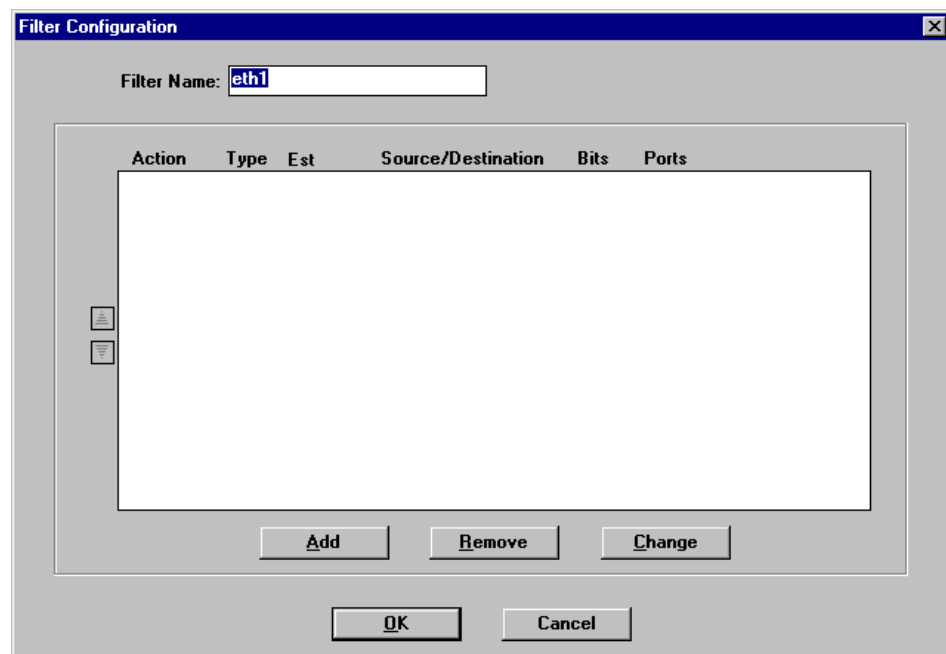 Filter Configuration
Filter Name: eth1
Action Type Est Source/Destination Bits Ports
Add Remove Change
OK Cancel